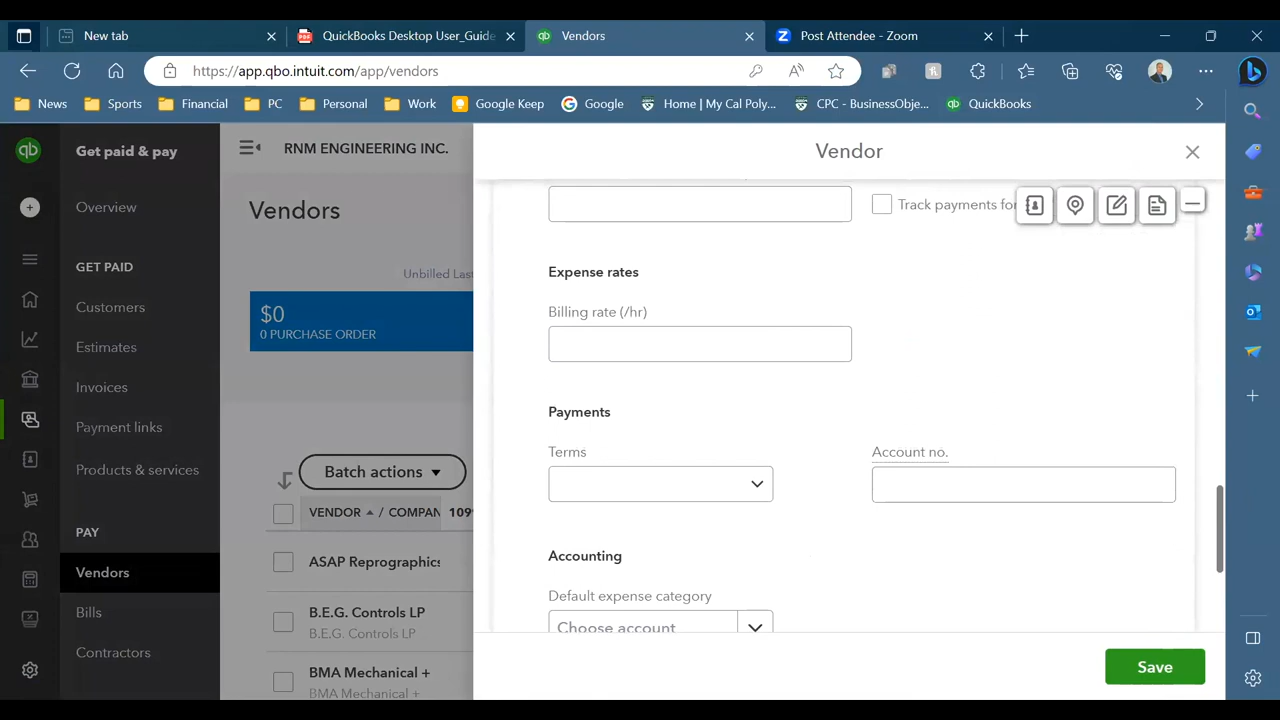 New tab
QuickBooks Desktop User_Guide
qb
Vendors
Z
Post Attendee - Zoom
https://app.qbo.intuit.com/app/vendors
News
Sports
Financial
PC
Personal
Work
Google Keep
Google
Home | My Cal Poly...
CPC - BusinessObje...
QuickBooks
qb
Get paid & pay
RNM ENGINEERING INC.
Vendor
Overview
Vendors
Track payments for
GET PAID
Unbilled Last
Expense rates
Customers
$0
Billing rate (/hr)
0 PURCHASE ORDER
Estimates
Invoices
Payments
Payment links
Terms
Account no.
Products & services
Batch actions
VENDOR / COMPAN
109
PAY
Accounting
Vendors
ASAP Reprographics
Default expense category
Bills
B.E.G. Controls LP
Choose account
B.E.G. Controls LP
Contractors
BMA Mechanical +
Save
BMA Mechanical +